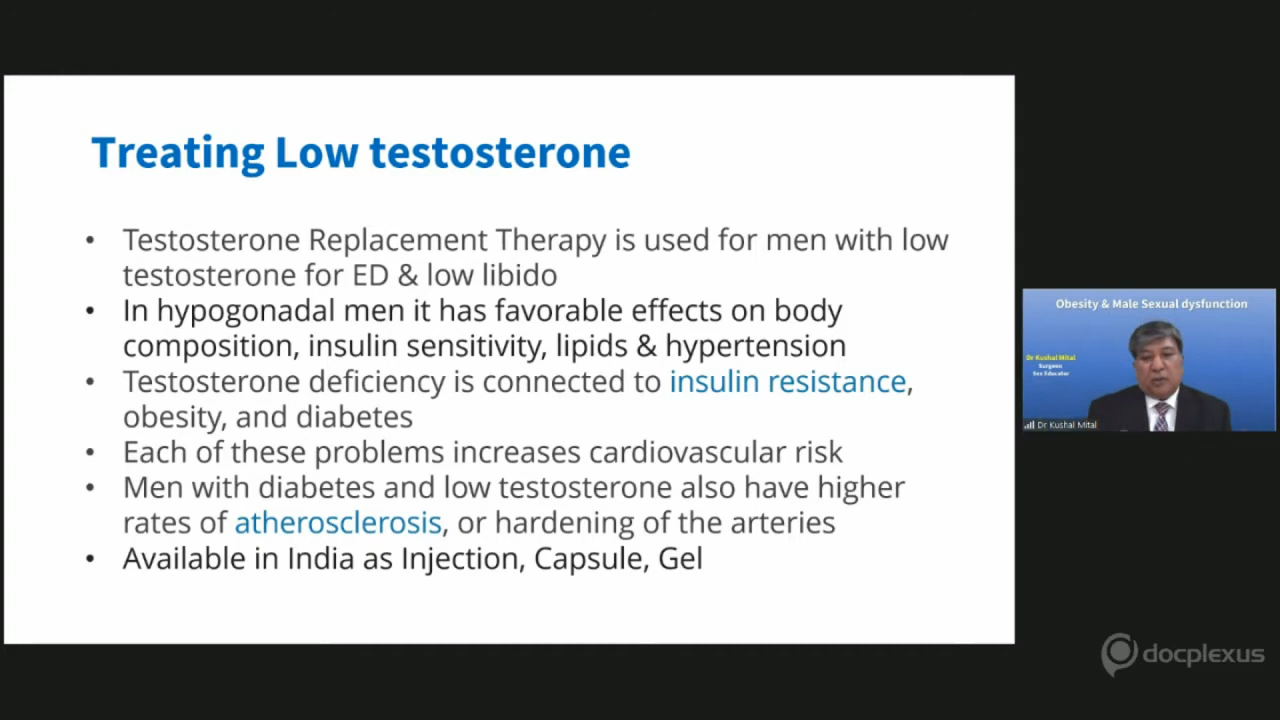 Treating Low testosterone
• Testosterone Replacement Therapy is used for men with low
testosterone for ED & low libido
• In hypogonadal men it has favorable effects on body
composition, insulin sensitivity, lipids & hypertension
• Testosterone deficiency is connected to insulin resistance,
obesity, and diabetes
• Each of these problems increases cardiovascular risk
• Men with diabetes and low testosterone also have higher
rates of atherosclerosis, or hardening of the arteries
• Available in India as Injection, Capsule, Gel
Obesity & Male Sexual dysfunction
Dr Kushal Mital
Surgeon
Sex Educator
Dr Kushal Mital
docplexus